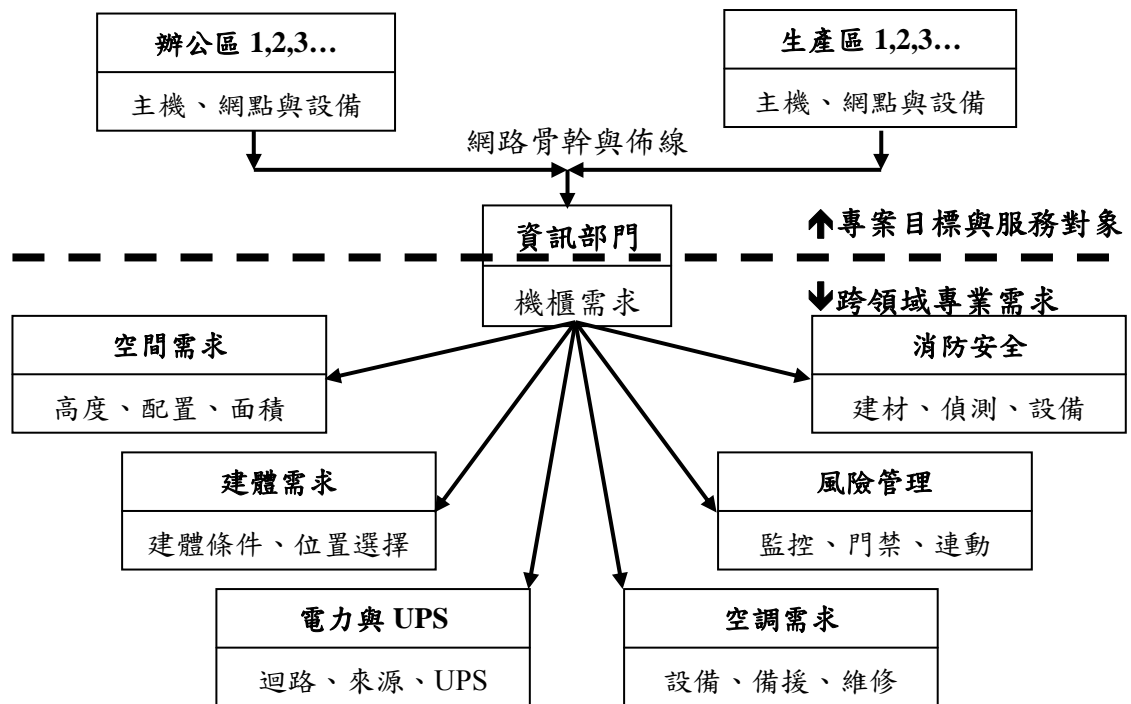 辦公區 1,2,3…
主機、網點與設備
生產區 1,2,3…
主機、網點與設備
網路骨幹與佈線
資訊部門
機櫃需求
↑專案目標與服務對象
↓跨領域專業需求
空間需求
高度、配置、面積
消防安全
建材、偵測、設備
建體需求
建體條件、位置選擇
風險管理
監控、門禁、連動
電力與 UPS
迴路、來源、UPS
空調需求
設備、備援、維修